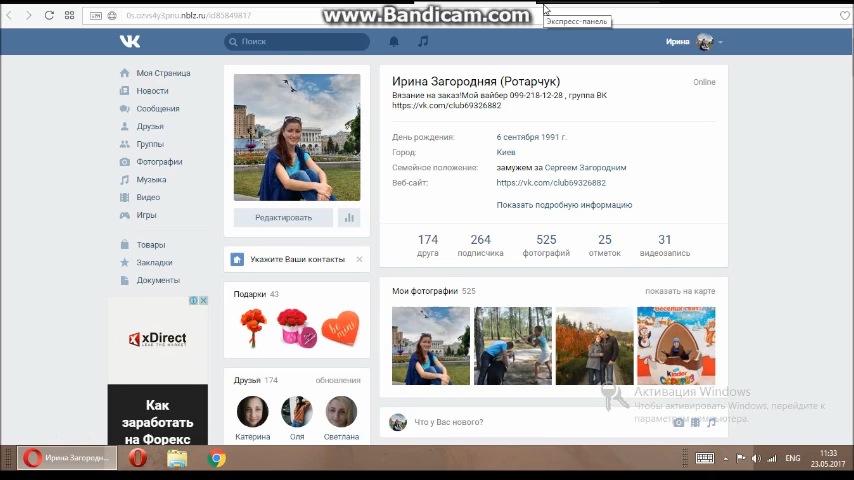 www.Bandicam.com
Экспресс-панель
VPN
0s.ozvs4y3pnu.nblz.ru/id85849817
Поиск
Ирина
Моя Страница
Новости
Сообщения
Друзья
Группы
Фотографии
Музыка
Видео
Игры
Товары
Закладки
Документы
xDirect
Как
заработать
на Форекс
Редактировать
Укажите Ваши контакты
Подарки 43
be mine
Друзья 174 обновления
Катерина Оля Светлана
Ирина Загородняя (Ротарчук) Online
Вязание на заказ!Мой вайбер 099-218-12-28 , группа ВК
https://vk.com/club69326882
День рождения: 6 сентября 1991 г.
Город: Киев
Семейное положение: замужем за Сергеем Загородним
Веб-сайт: https://vk.com/club69326882
Показать подробную информацию
174 264 525 25 31
друга подписчика фотографий отметок видеозапись
Мои фотографии 525 показать на карте
Kinder
Что у Вас нового?
Активация Windows
Чтобы активировать Windows, перейдите к
параметрам компьютера.
Ирина Загородн...
ENG
11:33
23.05.2017